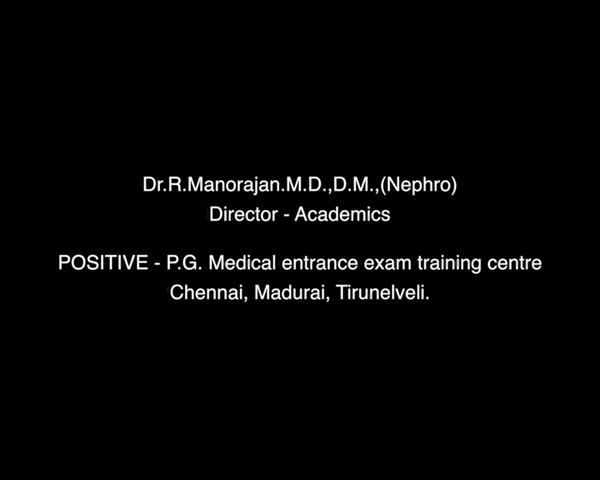 Dr.R.Manorajan.M.D.,D.M.,(Nephro)
Director - Academics
POSITIVE - P.G. Medical entrance exam training centre
Chennai, Madurai, Tirunelveli.